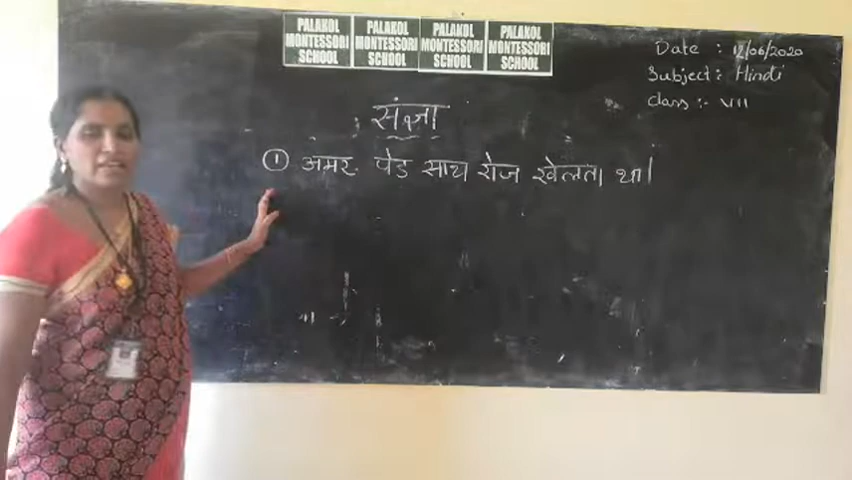 PALAKOL MONTESSORI SCHOOL
PALAKOL MONTESSORI SCHOOL
PALAKOL MONTESSORI SCHOOL
PALAKOL MONTESSORI SCHOOL
Date : 12/06/2020
Subject : Hindi
class :- VII
संज्ञा
① अमर पेड साथ रोज खेलता था।